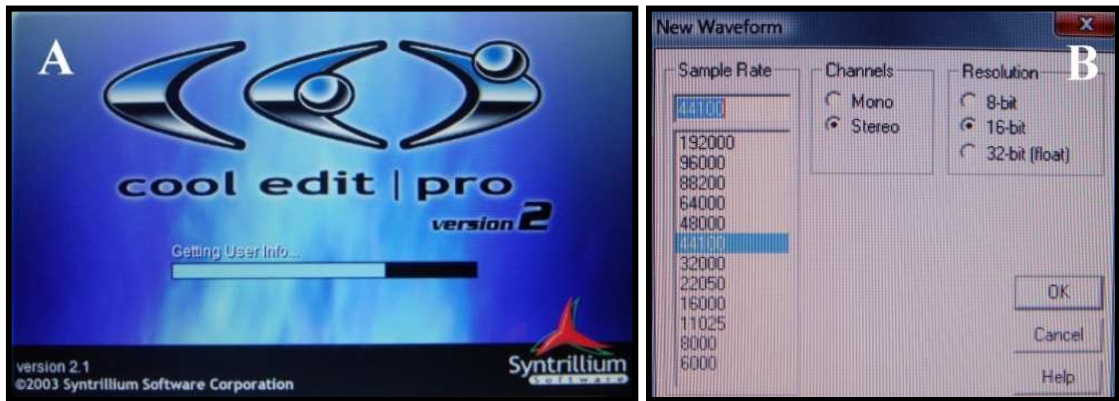 A
cool edit | pro
version 2
Getting User Info...
version 2.1
©2003 Syntrillium Software Corporation
Syntrillium
Software
New Waveform
X
B
Sample Rate
44100
192000
96000
88200
64000
48000
44100
32000
22050
16000
11025
8000
6000
Channels
Mono
Stereo
Resolution
8-bit
16-bit
32-bit (float)
OK
Cancel
Help